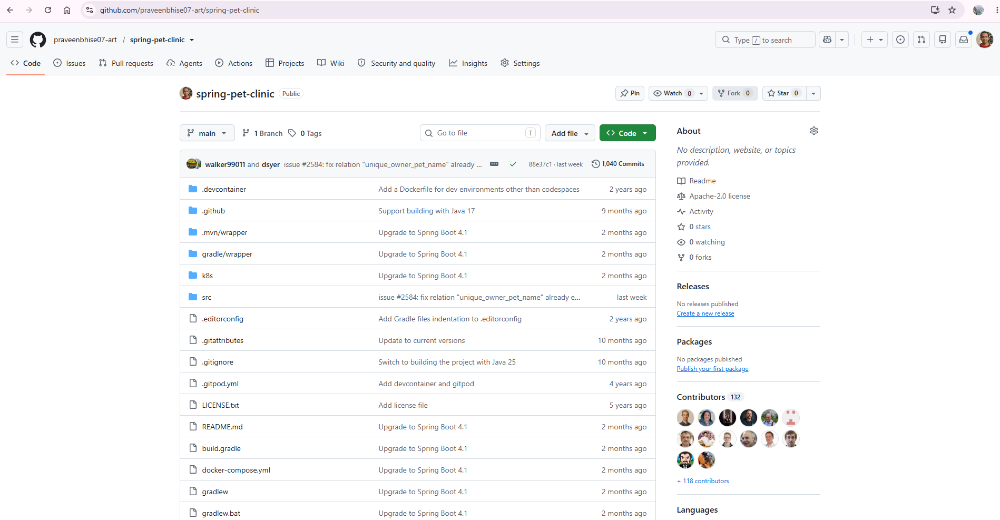 github.com/praveenbhise07-art/spring-pet-clinic
praveenbhise07-art / spring-pet-clinic
Type / to search
Code Issues Pull requests Agents Actions Projects Wiki Security and quality Insights Settings
spring-pet-clinic Public
Pin Watch 0 Fork 0 Star 0
main 1 Branch 0 Tags Go to file T Add file Code
walker99011 and dsyer issue #2584: fix relation "unique_owner_pet_name" already ... 88e37c1 · last week 1,040 Commits
.devcontainer Add a Dockerfile for dev environments other than codespaces 2 years ago
.github Support building with Java 17 9 months ago
.mvn/wrapper Upgrade to Spring Boot 4.1 2 months ago
gradle/wrapper Upgrade to Spring Boot 4.1 2 months ago
k8s Upgrade to Spring Boot 4.1 2 months ago
src issue #2584: fix relation "unique_owner_pet_name" already e... last week
.editorconfig Add Gradle files indentation to .editorconfig 2 years ago
.gitattributes Update to current versions 10 months ago
.gitignore Switch to building the project with Java 25 10 months ago
.gitpod.yml Add devcontainer and gitpod 4 years ago
LICENSE.txt Add license file 5 years ago
README.md Upgrade to Spring Boot 4.1 2 months ago
build.gradle Upgrade to Spring Boot 4.1 2 months ago
docker-compose.yml Upgrade to Spring Boot 4.1 2 months ago
gradlew Upgrade to Spring Boot 4.1 2 months ago
gradlew.bat Upgrade to Spring Boot 4.1 2 months ago
About
No description, website, or topics
provided.
Readme
Apache-2.0 license
Activity
0 stars
0 watching
0 forks
Releases
No releases published
Create a new release
Packages
No packages published
Publish your first package
Contributors 132
+ 118 contributors
Languages